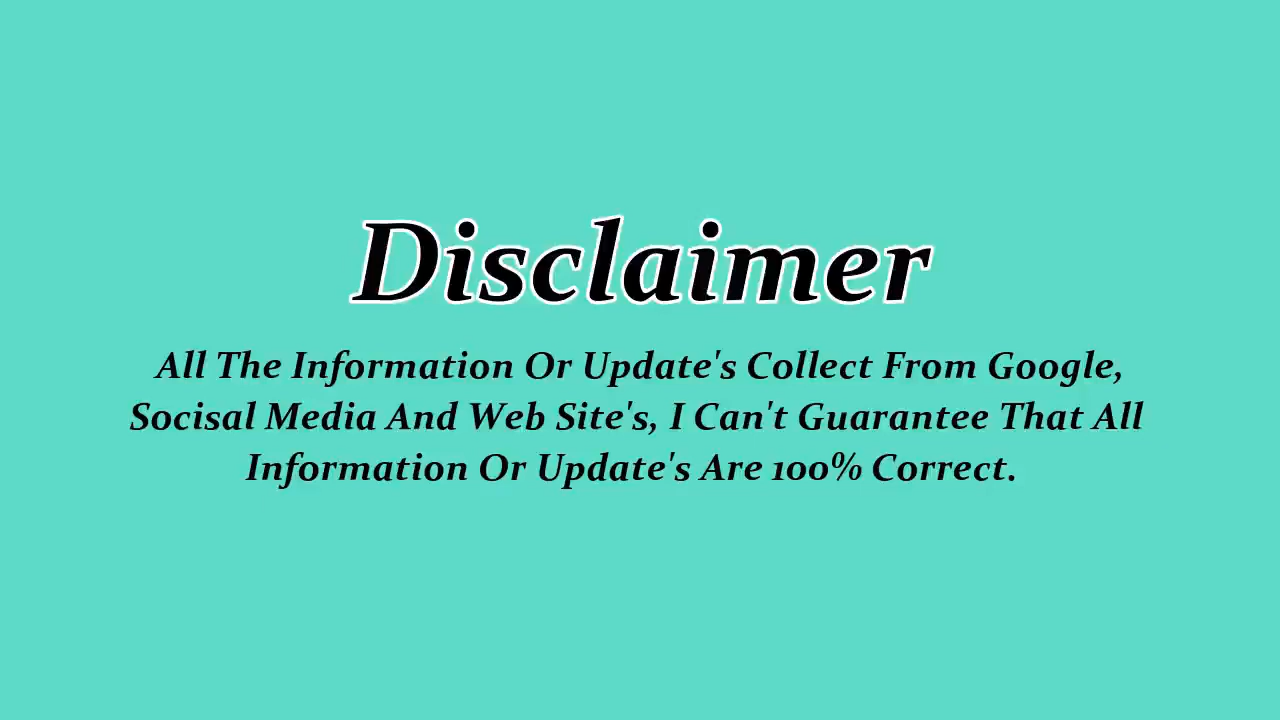 Disclaimer
All The Information Or Update's Collect From Google,
Socisal Media And Web Site's, I Can't Guarantee That All
Information Or Update's Are 100% Correct.